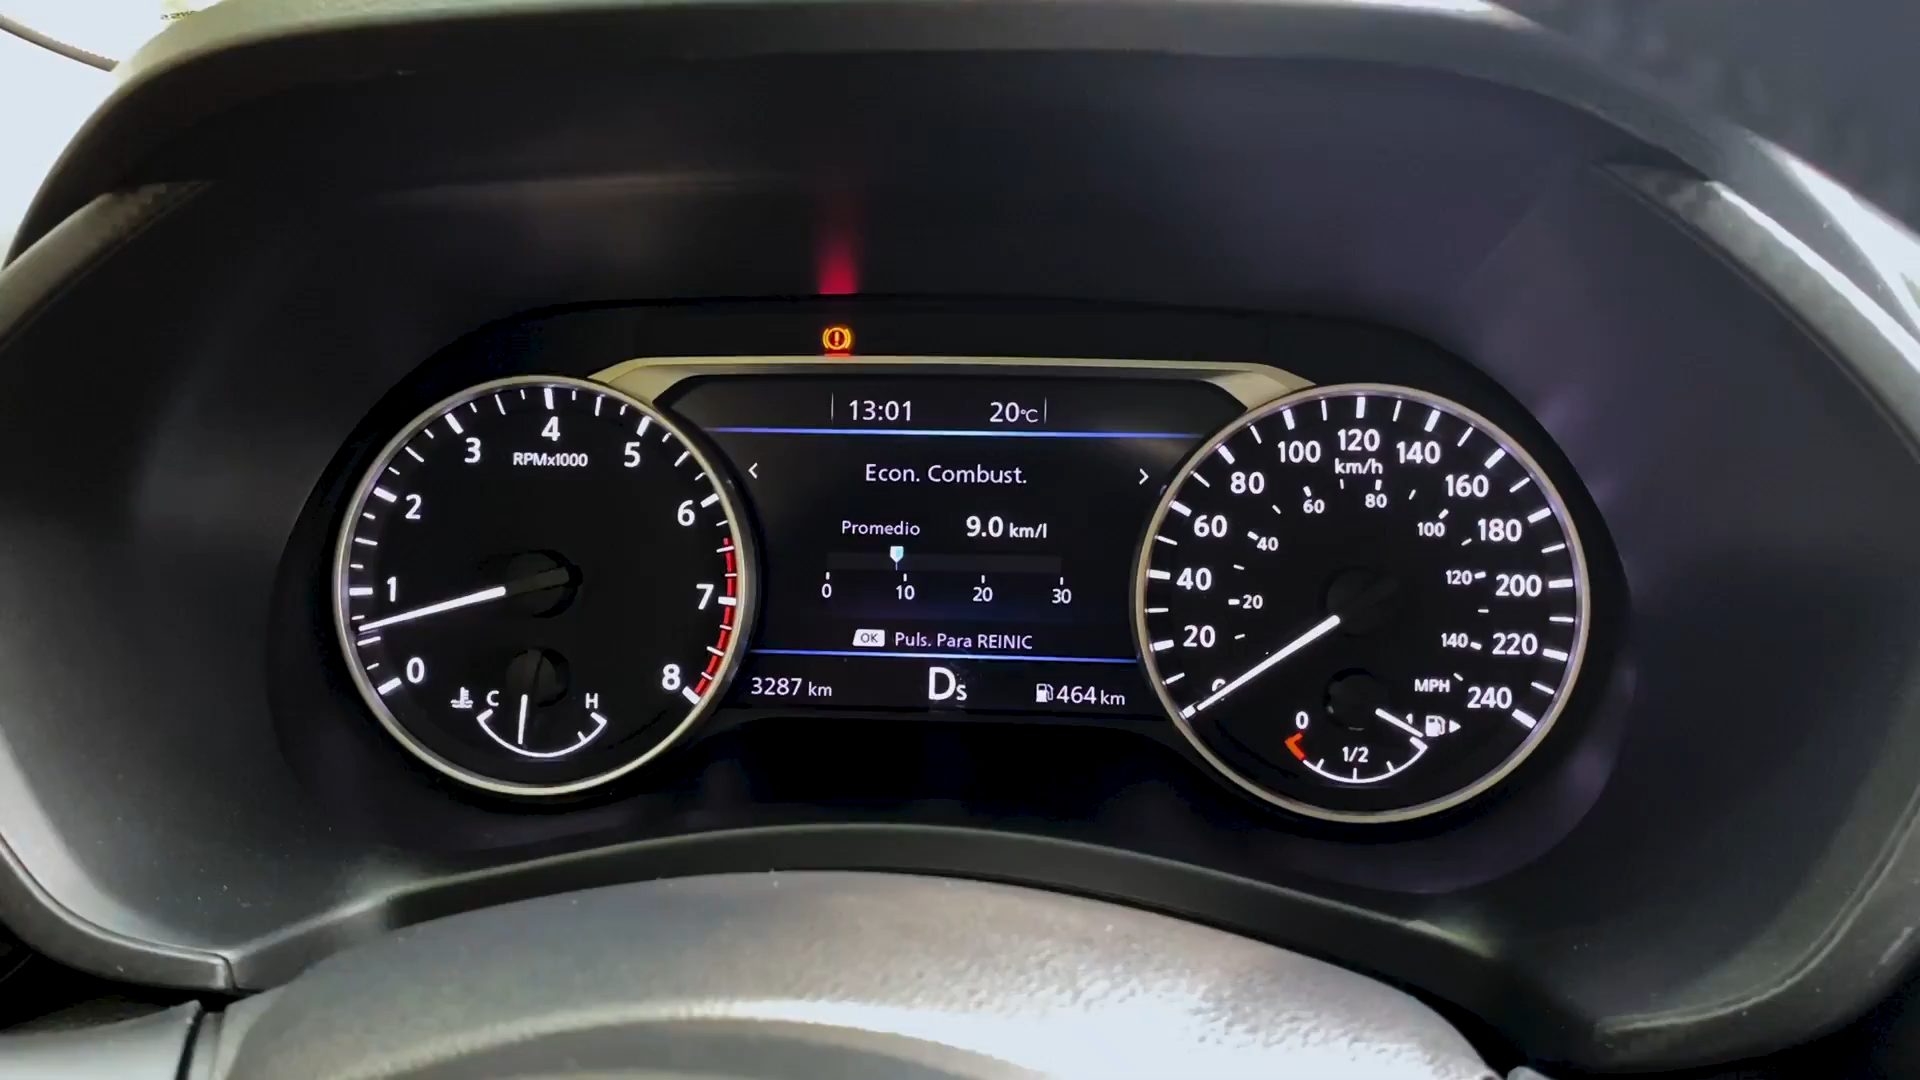 13:01 20°C
< Econ. Combust. >
Promedio 9.0 km/l
0 10 20 30
OK Puls. Para REINIC
3287 km Ds 464 km
0 1 2 3 4 5 6 7 8
RPMx1000
C H
0 20 40 60 80 100 120 140 160 180 200 220 240
km/h
20 40 60 80 100 120 140
MPH
0 1/2 1